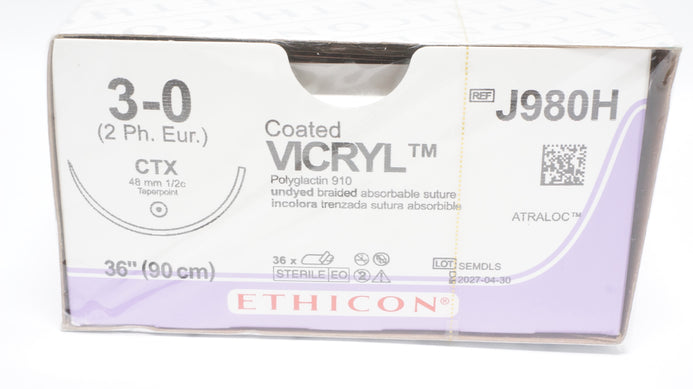 3-0
(2 Ph. Eur.)
CTX
48 mm 1/2c
Taperpoint
36" (90 cm)
Coated
VICRYL™
Polyglactin 910
undyed braided absorbable suture
incolora trenzada sutura absorbible
36 x
STERILE EO
2
ETHICON®
REF J980H
ATRALOC™
LOT SEMDLS
2027-04-30